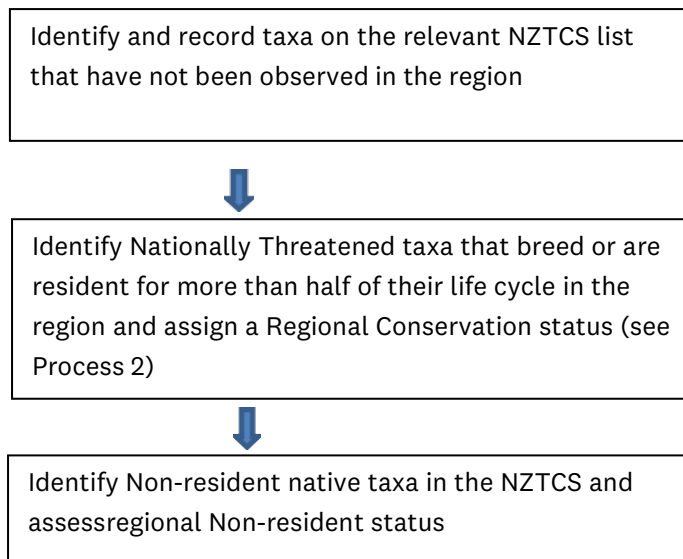 Identify and record taxa on the relevant NZTCS list
that have not been observed in the region
Identify Nationally Threatened taxa that breed or are
resident for more than half of their life cycle in the
region and assign a Regional Conservation status (see
Process 2)
Identify Non-resident native taxa in the NZTCS and
assessregional Non-resident status